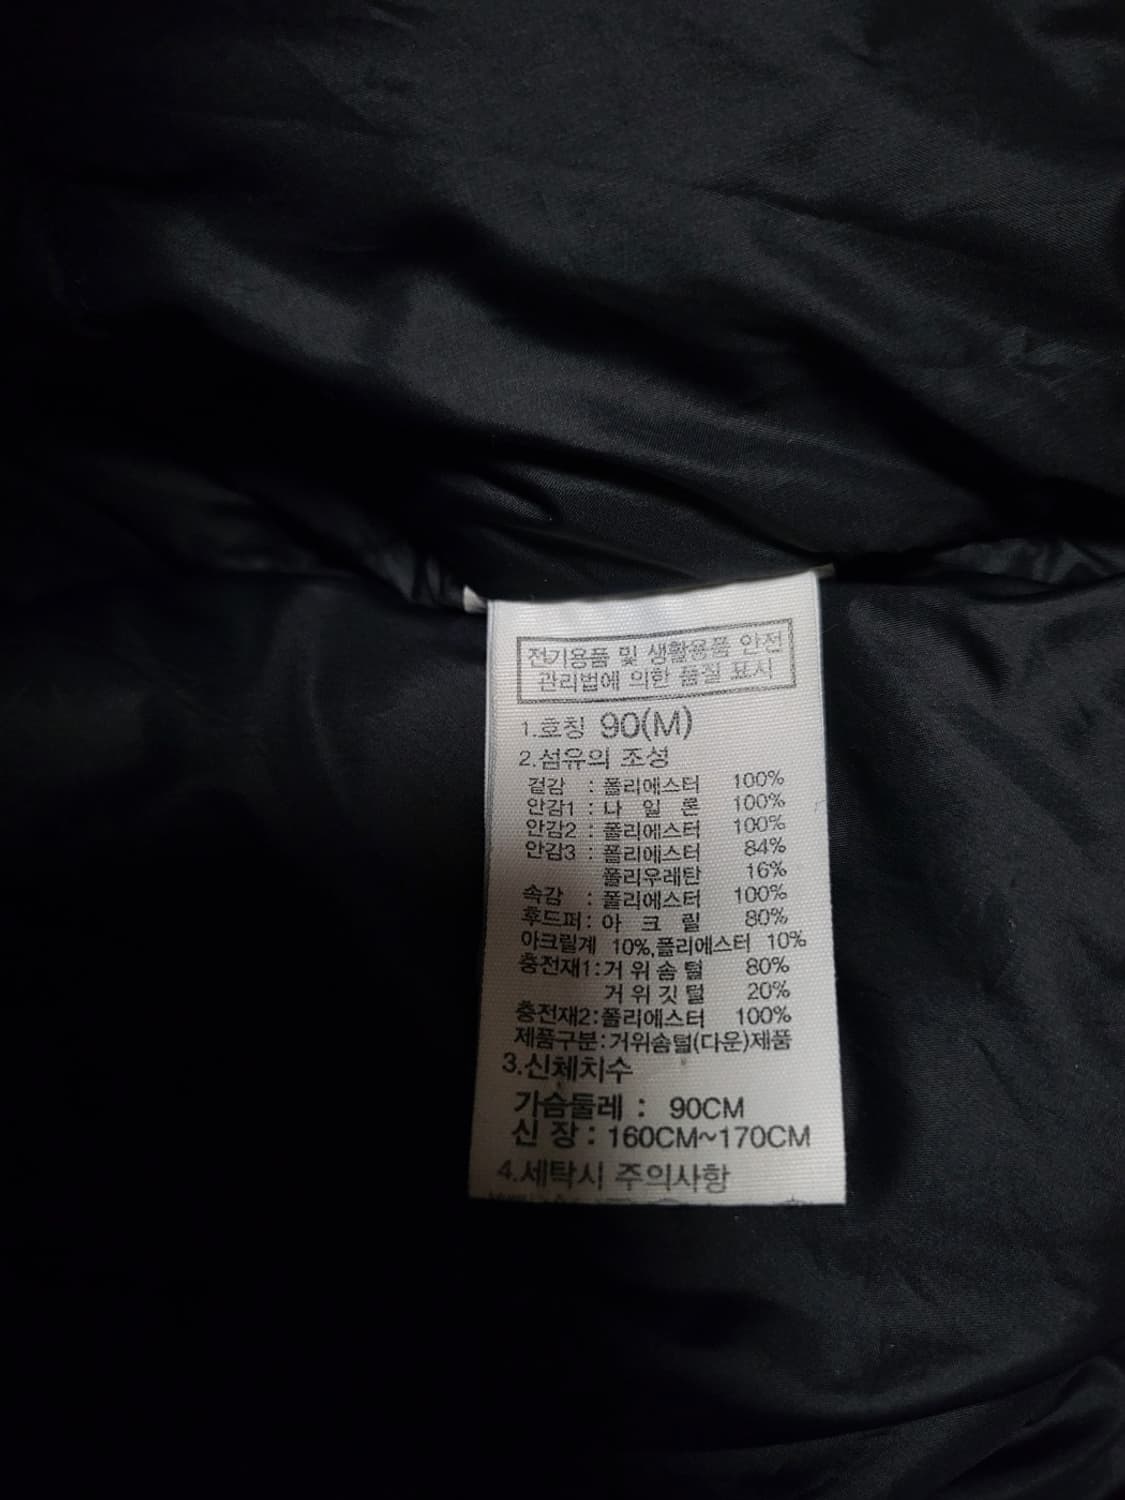 전기용품 및 생활용품 안전
관리법에 의한 품질 표시
1.호칭 90(M)
2.섬유의 조성
겉감 : 폴리에스터 100%
안감1 : 나 일 론 100%
안감2 : 폴리에스터 100%
안감3 : 폴리에스터 84%
폴리우레탄 16%
속감 : 폴리에스터 100%
후드퍼: 아 크 릴 80%
아크릴계 10%,폴리에스터 10%
충전재1:거 위 솜 털 80%
거 위 깃 털 20%
충전재2:폴리에스터 100%
제품구분:거위솜털(다운)제품
3.신체치수
가슴둘레 : 90CM
신 장 : 160CM~170CM
4.세탁시 주의사항